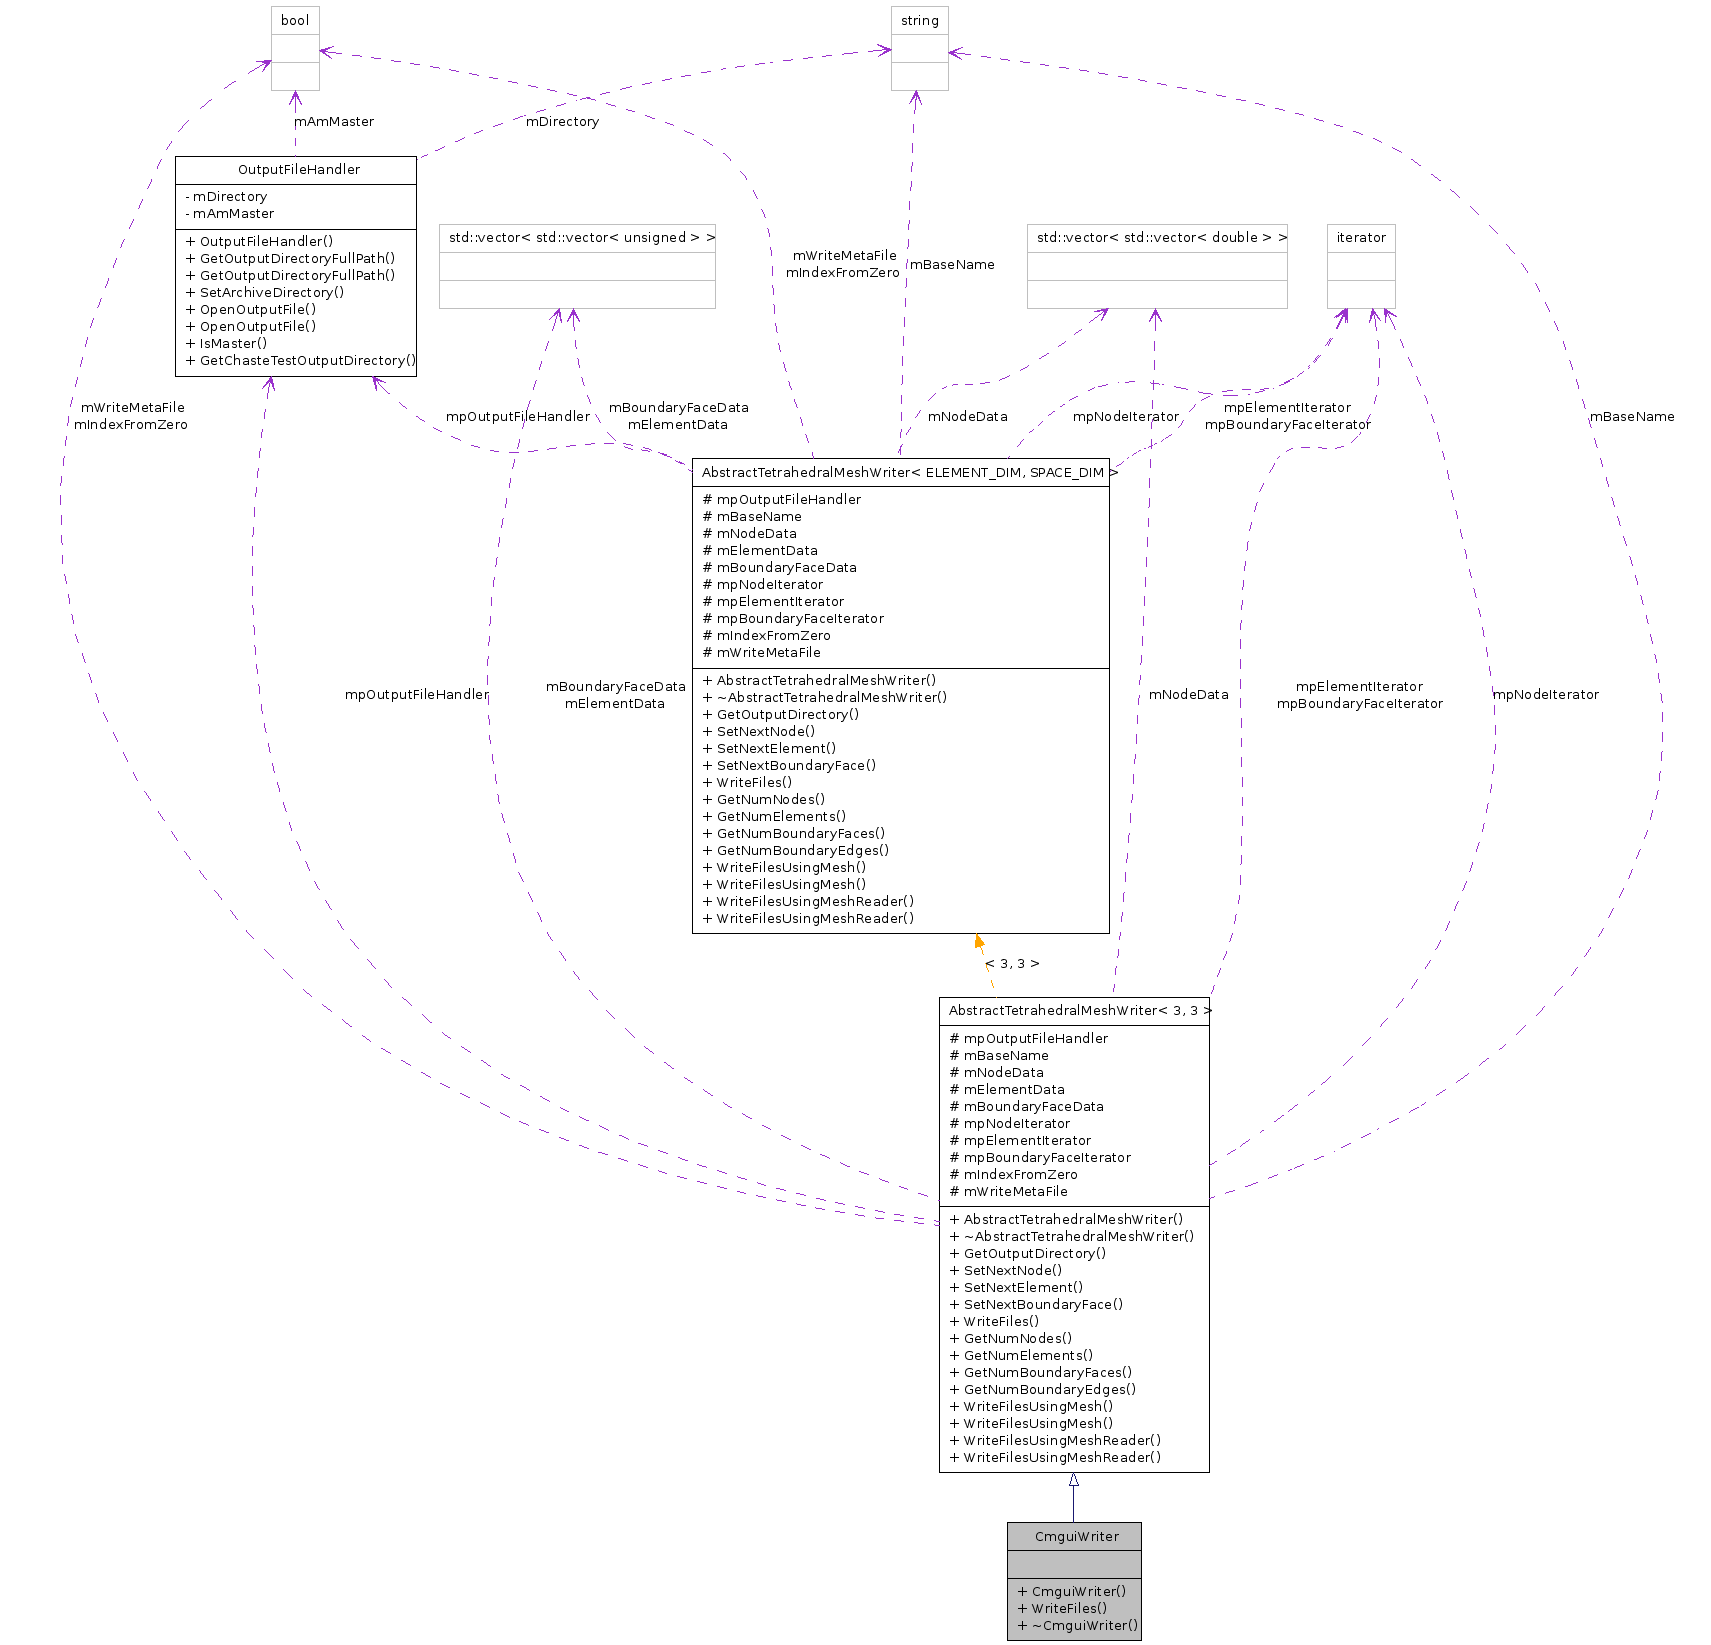 bool
string
mAmMaster
mDirectory
OutputFileHandler
- mDirectory
- mAmMaster
+ OutputFileHandler()
+ GetOutputDirectoryFullPath()
+ GetOutputDirectoryFullPath()
+ SetArchiveDirectory()
+ OpenOutputFile()
+ OpenOutputFile()
+ IsMaster()
+ GetChasteTestOutputDirectory()
std::vector< std::vector< unsigned > >
mWriteMetaFile
mIndexFromZero
mBaseName
std::vector< std::vector< double > >
iterator
mWriteMetaFile
mIndexFromZero
mpOutputFileHandler
mBoundaryFaceData
mElementData
mNodeData
mpNodeIterator
mpElementIterator
mpBoundaryFaceIterator
mBaseName
AbstractTetrahedralMeshWriter< ELEMENT_DIM, SPACE_DIM >
# mpOutputFileHandler
# mBaseName
# mNodeData
# mElementData
# mBoundaryFaceData
# mpNodeIterator
# mpElementIterator
# mpBoundaryFaceIterator
# mIndexFromZero
# mWriteMetaFile
+ AbstractTetrahedralMeshWriter()
+ ~AbstractTetrahedralMeshWriter()
+ GetOutputDirectory()
+ SetNextNode()
+ SetNextElement()
+ SetNextBoundaryFace()
+ WriteFiles()
+ GetNumNodes()
+ GetNumElements()
+ GetNumBoundaryFaces()
+ GetNumBoundaryEdges()
+ WriteFilesUsingMesh()
+ WriteFilesUsingMesh()
+ WriteFilesUsingMeshReader()
+ WriteFilesUsingMeshReader()
mpOutputFileHandler
mBoundaryFaceData
mElementData
mNodeData
mpElementIterator
mpBoundaryFaceIterator
mpNodeIterator
< 3, 3 >
AbstractTetrahedralMeshWriter< 3, 3 >
# mpOutputFileHandler
# mBaseName
# mNodeData
# mElementData
# mBoundaryFaceData
# mpNodeIterator
# mpElementIterator
# mpBoundaryFaceIterator
# mIndexFromZero
# mWriteMetaFile
+ AbstractTetrahedralMeshWriter()
+ ~AbstractTetrahedralMeshWriter()
+ GetOutputDirectory()
+ SetNextNode()
+ SetNextElement()
+ SetNextBoundaryFace()
+ WriteFiles()
+ GetNumNodes()
+ GetNumElements()
+ GetNumBoundaryFaces()
+ GetNumBoundaryEdges()
+ WriteFilesUsingMesh()
+ WriteFilesUsingMesh()
+ WriteFilesUsingMeshReader()
+ WriteFilesUsingMeshReader()
CmguiWriter
+ CmguiWriter()
+ WriteFiles()
+ ~CmguiWriter()